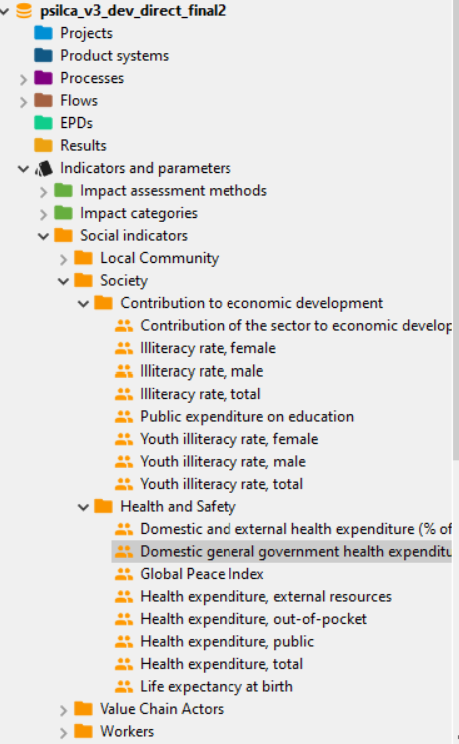 psilca_v3_dev_direct_final2
Projects
Product systems
Processes
Flows
EPDs
Results
Indicators and parameters
Impact assessment methods
Impact categories
Social indicators
Local Community
Society
Contribution to economic development
Contribution of the sector to economic develop
Illiteracy rate, female
Illiteracy rate, male
Illiteracy rate, total
Public expenditure on education
Youth illiteracy rate, female
Youth illiteracy rate, male
Youth illiteracy rate, total
Health and Safety
Domestic and external health expenditure (% of
Domestic general government health expenditu
Global Peace Index
Health expenditure, external resources
Health expenditure, out-of-pocket
Health expenditure, public
Health expenditure, total
Life expectancy at birth
Value Chain Actors
Workers